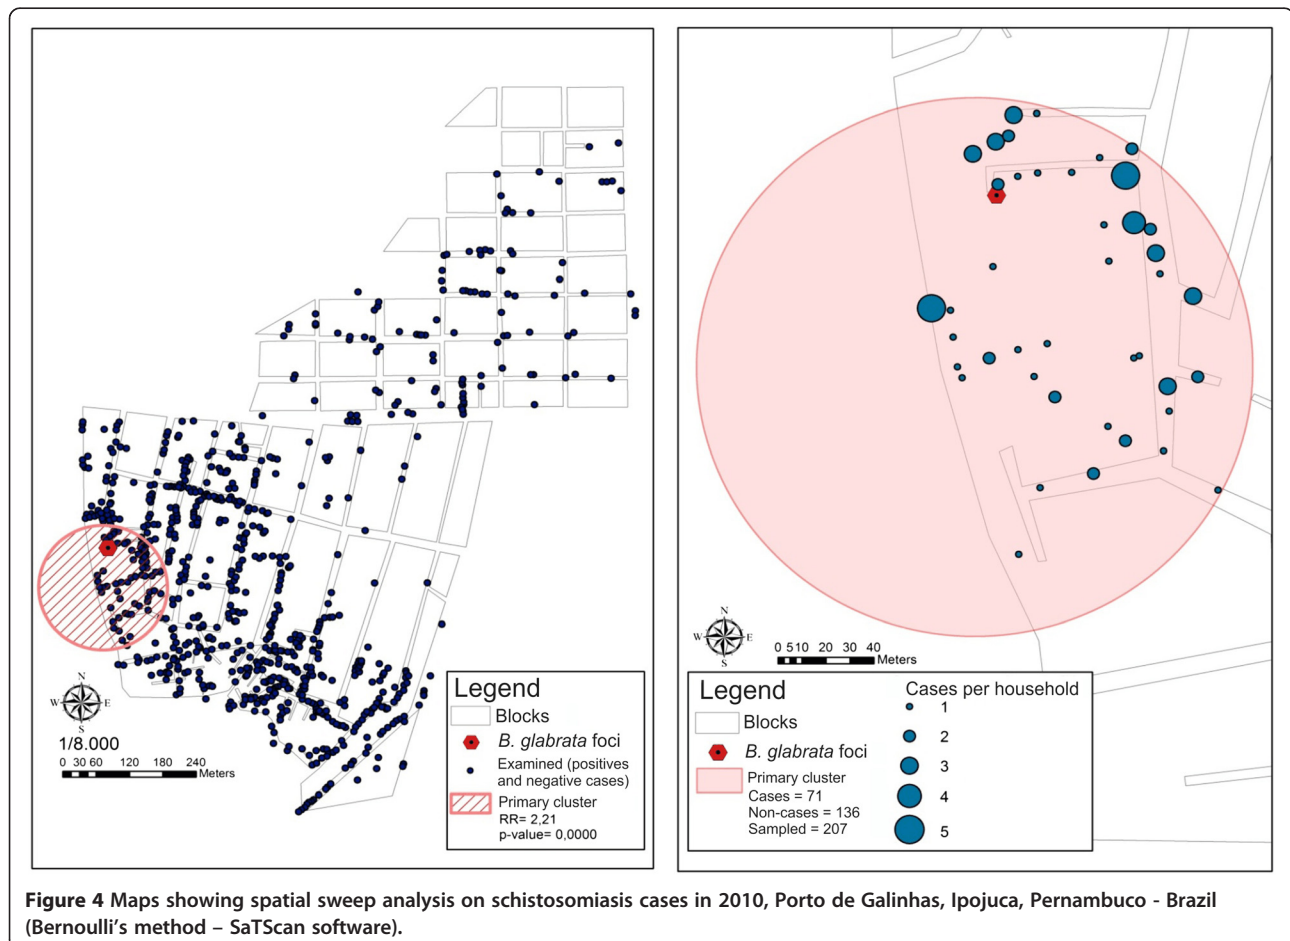 N
W E
S
1/8.000
0 30 60 120 180 240
Meters
Legend
Blocks
B. glabrata foci
Examined (positives
and negative cases)
Primary cluster
RR= 2,21
p-value= 0,0000
N
W E
S
0 5 10 20 30 40
Meters
Legend
Blocks
B. glabrata foci
Primary cluster
Cases = 71
Non-cases = 136
Sampled = 207
Cases per household
1
2
3
4
5
Figure 4 Maps showing spatial sweep analysis on schistosomiasis cases in 2010, Porto de Galinhas, Ipojuca, Pernambuco - Brazil
(Bernoulli’s method – SaTScan software).